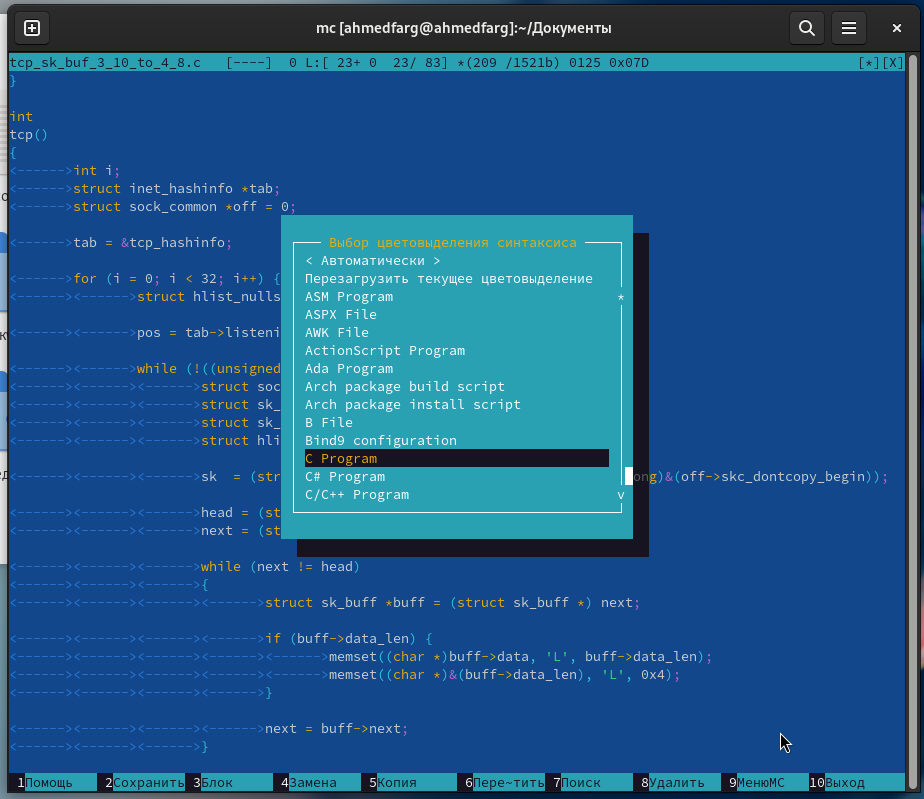 mc [ahmedfarg@ahmedfarg]:~/Документы
tcp_sk_buf_3_10_to_4_8.c   [----]  0 L:[ 23+ 0  23/ 83] *(209 /1521b) 0125 0x07D [*][X]
}
int
tcp()
{
<------>int i;
<------>struct inet_hashinfo *tab;
<------>struct sock_common *off = 0;
<------>tab = &tcp_hashinfo;
<------>for (i = 0; i < 32; i++) {
<------><------>struct hlist_nulls
<------><------>pos = tab->listeni
<------><------>while (!((unsigned
<------><------><------>struct soc
<------><------><------>struct sk_
<------><------><------>struct sk_
<------><------><------>struct hli
<------><------><------>sk  = (str ong)&(off->skc_dontcopy_begin));
<------><------><------>head = (st
<------><------><------>next = (st
<------><------><------>while (next != head)
<------><------><------>{
<------><------><------><------>struct sk_buff *buff = (struct sk_buff *) next;
<------><------><------><------>if (buff->data_len) {
<------><------><------><------><------>memset((char *)buff->data, 'L', buff->data_len);
<------><------><------><------><------>memset((char *)&(buff->data_len), 'L', 0x4);
<------><------><------><------>}
<------><------><------><------>next = buff->next;
<------><------><------>}
Выбор цветовыделения синтаксиса
< Автоматически >
Перезагрузить текущее цветовыделение
ASM Program *
ASPX File
AWK File
ActionScript Program
Ada Program
Arch package build script
Arch package install script
B File
Bind9 configuration
C Program
C# Program
C/C++ Program v
1Помощь 2Сохранить 3Блок 4Замена 5Копия 6Пере~тить 7Поиск 8Удалить 9МенюMC 10Выход